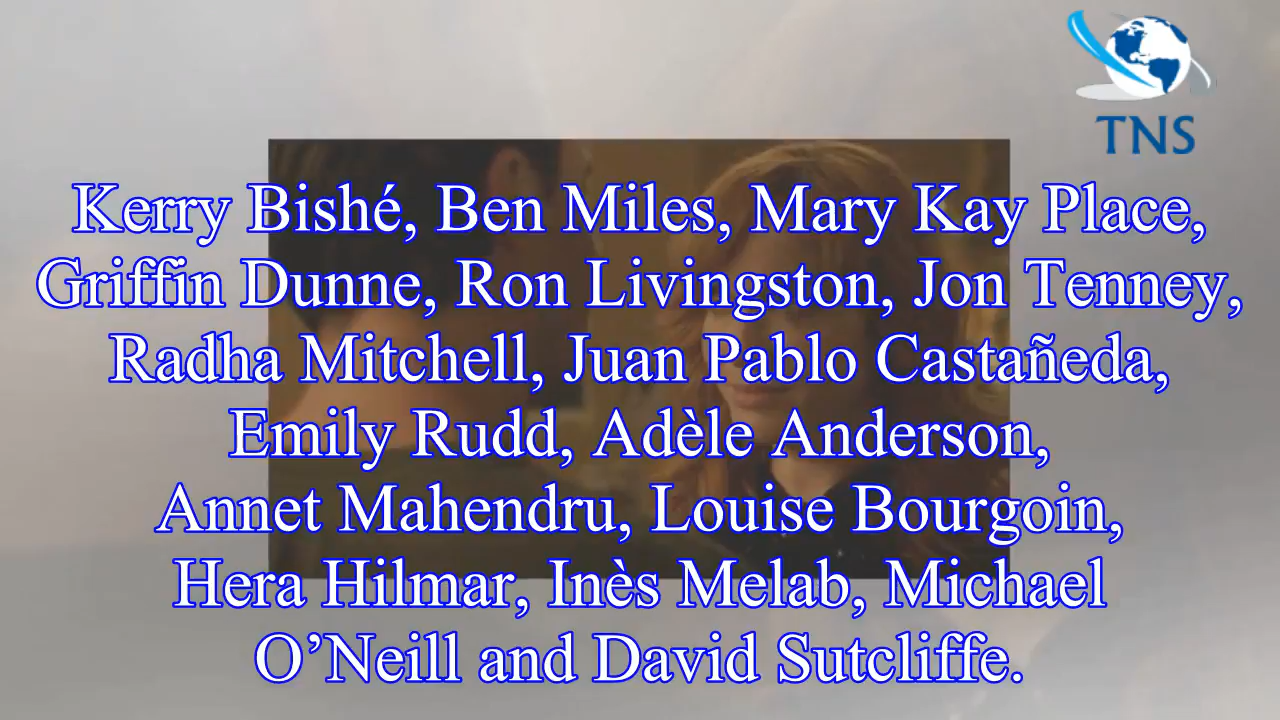 TNS
Kerry Bishé, Ben Miles, Mary Kay Place,
Griffin Dunne, Ron Livingston, Jon Tenney,
Radha Mitchell, Juan Pablo Castañeda,
Emily Rudd, Adèle Anderson,
Annet Mahendru, Louise Bourgoin,
Hera Hilmar, Inès Melab, Michael
O’Neill and David Sutcliffe.